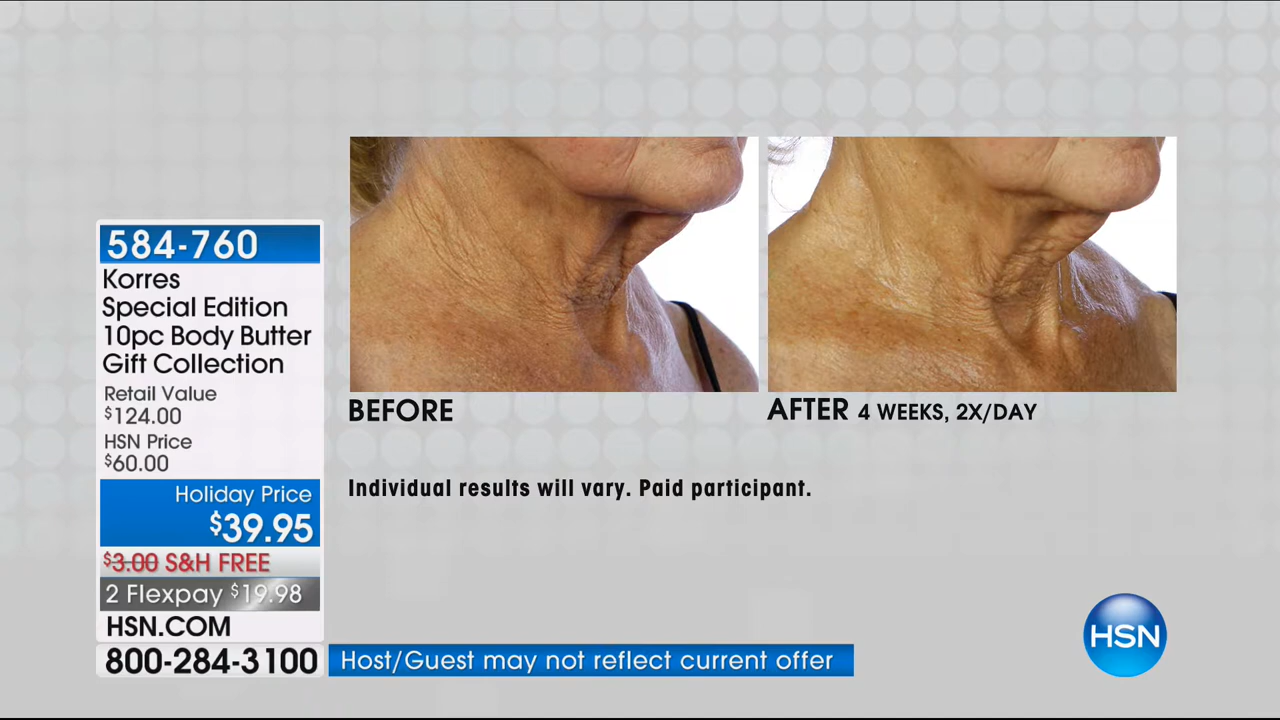 584-760
Korres
Special Edition
10pc Body Butter
Gift Collection
Retail Value
$124.00
HSN Price
$60.00
Holiday Price
$39.95
$3.00 S&H FREE
2 Flexpay $19.98
HSN.COM
800-284-3100
BEFORE
AFTER 4 WEEKS, 2X/DAY
Individual results will vary. Paid participant.
Host/Guest may not reflect current offer
HSN